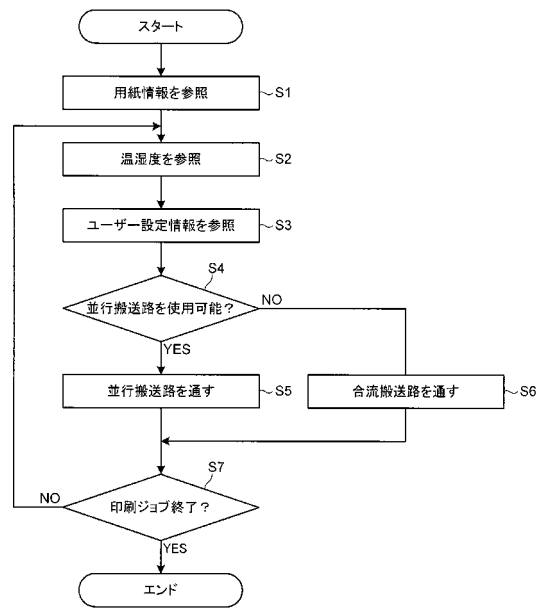 スタート
用紙情報を参照 S1
温湿度を参照 S2
ユーザー設定情報を参照 S3
S4
並行搬送路を使用可能？ NO
YES
並行搬送路を通す S5
合流搬送路を通す S6
S7
NO 印刷ジョブ終了？
YES
エンド